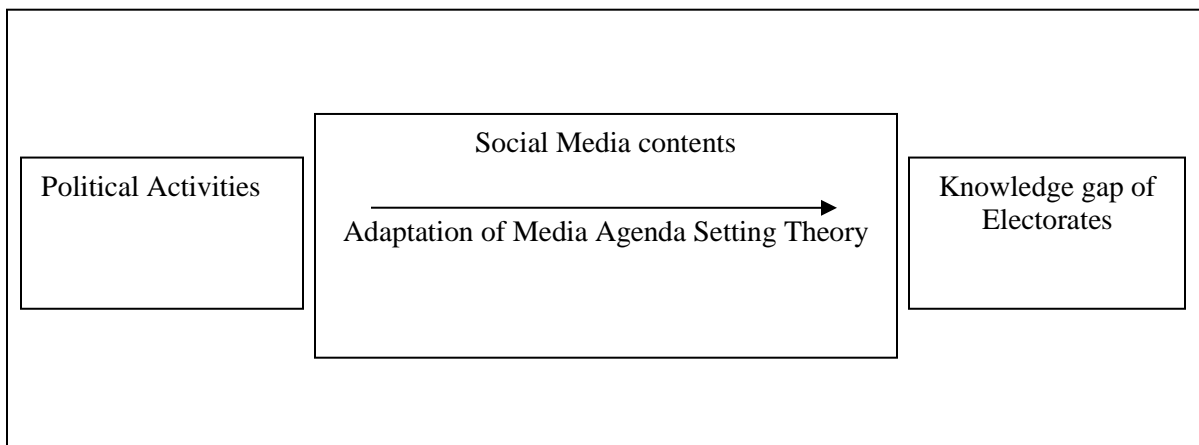 Political Activities
Social Media contents
Adaptation of Media Agenda Setting Theory
Knowledge gap of
Electorates